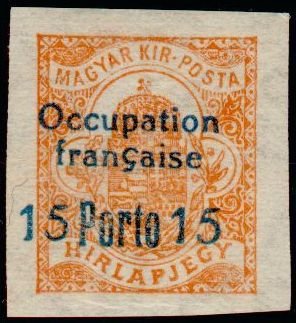 MAGYAR KIR·POSTA
Occupation
française
15 Porto 15
HIRLAPJEGY